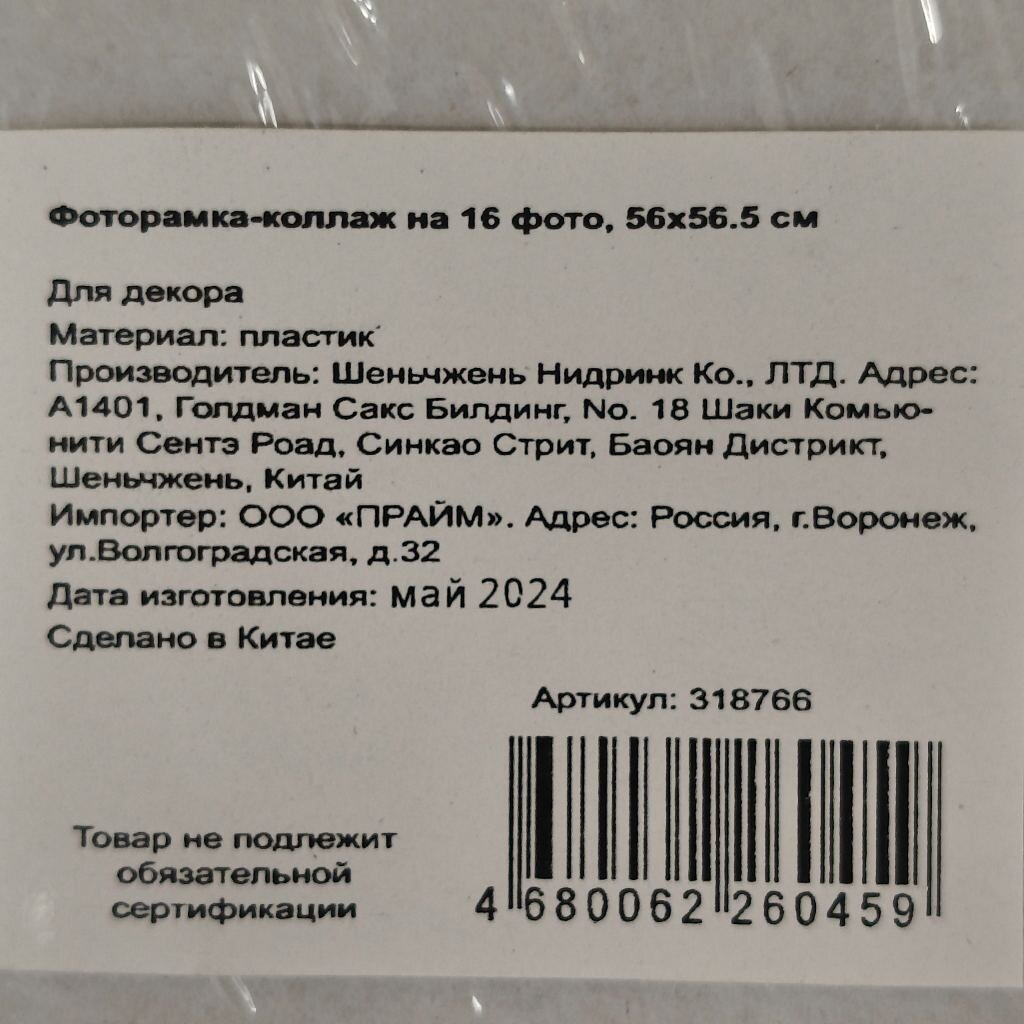 Фоторамка-коллаж на 16 фото, 56х56.5 см
Для декора
Материал: пластик
Производитель: Шеньчжень Нидринк Ко., ЛТД. Адрес:
А1401, Голдман Сакс Билдинг, No. 18 Шаки Комью-
нити Сентэ Роад, Синкао Стрит, Баоян Дистрикт,
Шеньчжень, Китай
Импортер: ООО «ПРАЙМ». Адрес: Россия, г.Воронеж,
ул.Волгоградская, д.32
Дата изготовления: май 2024
Сделано в Китае
Артикул: 318766
Товар не подлежит
обязательной
сертификации
4 680062 260459